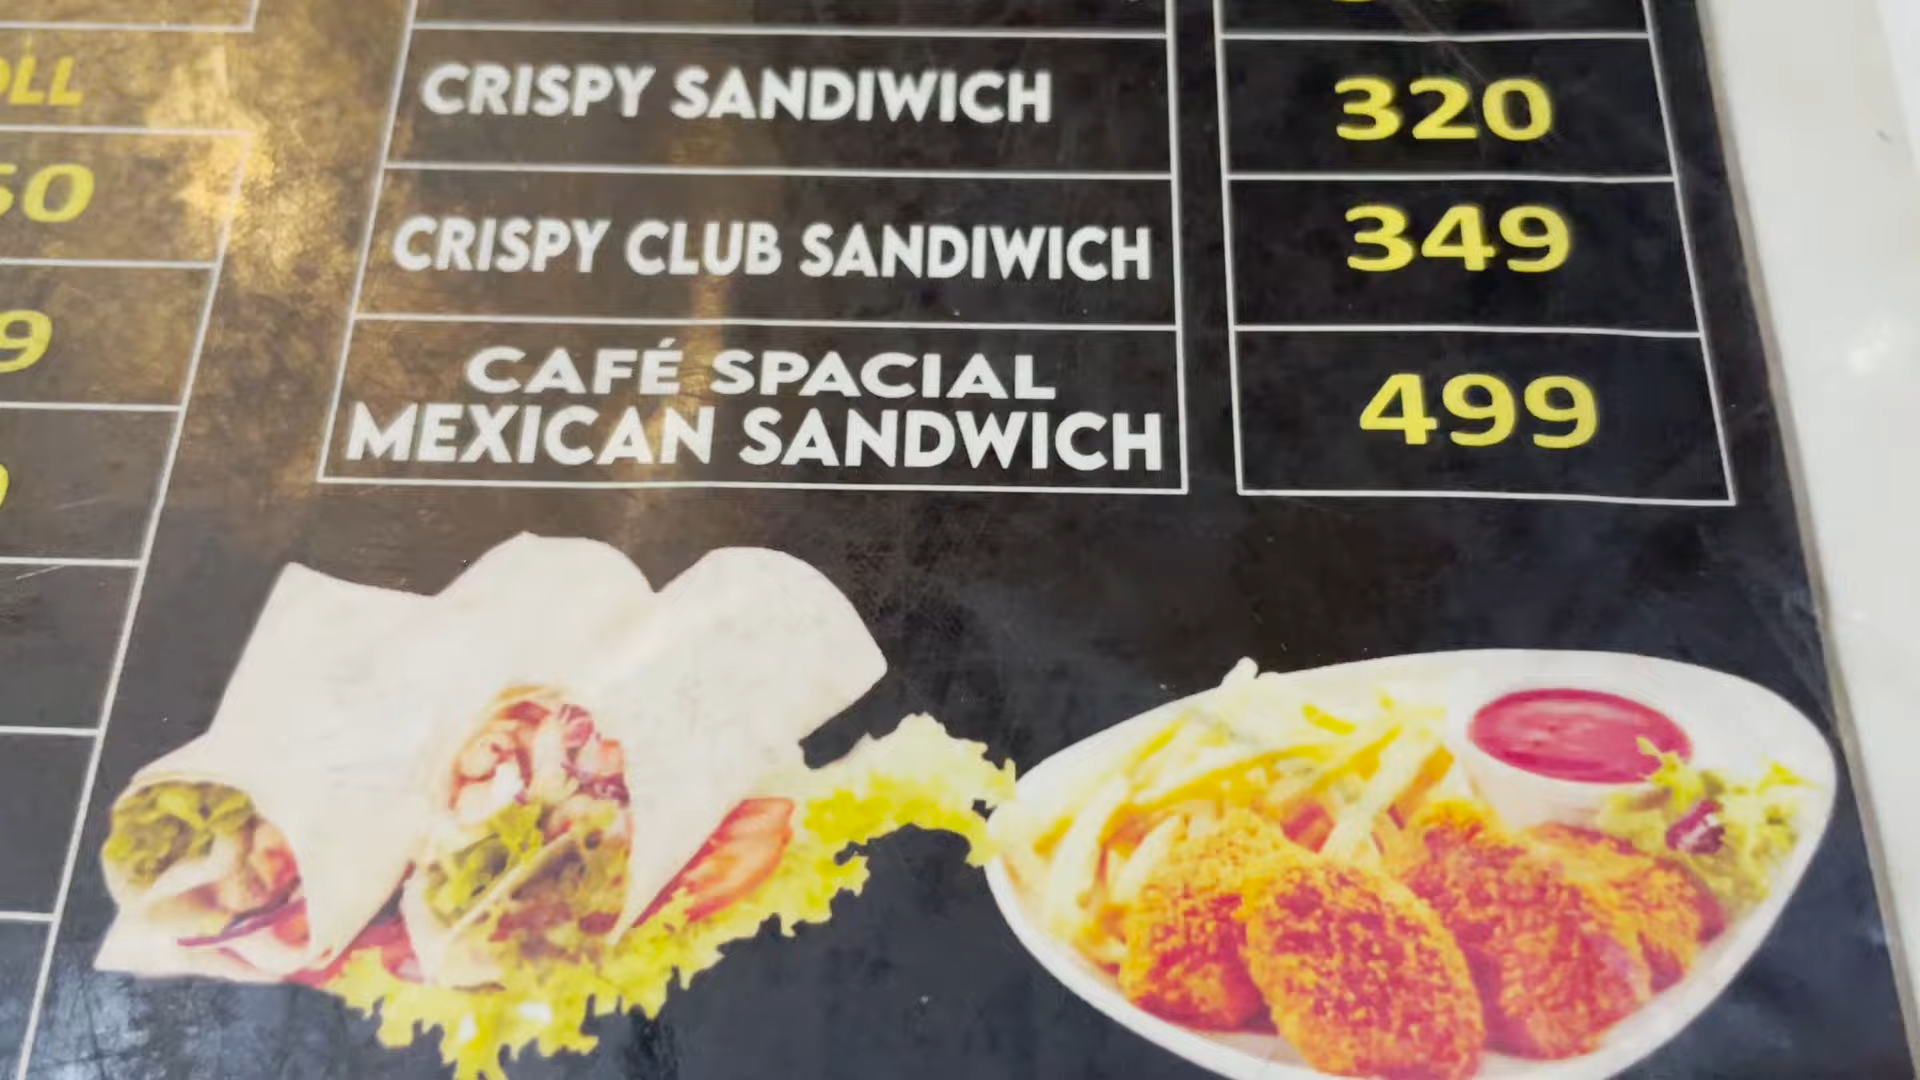 CRISPY SANDIWICH 320
CRISPY CLUB SANDIWICH 349
CAFÉ SPACIAL
MEXICAN SANDWICH 499